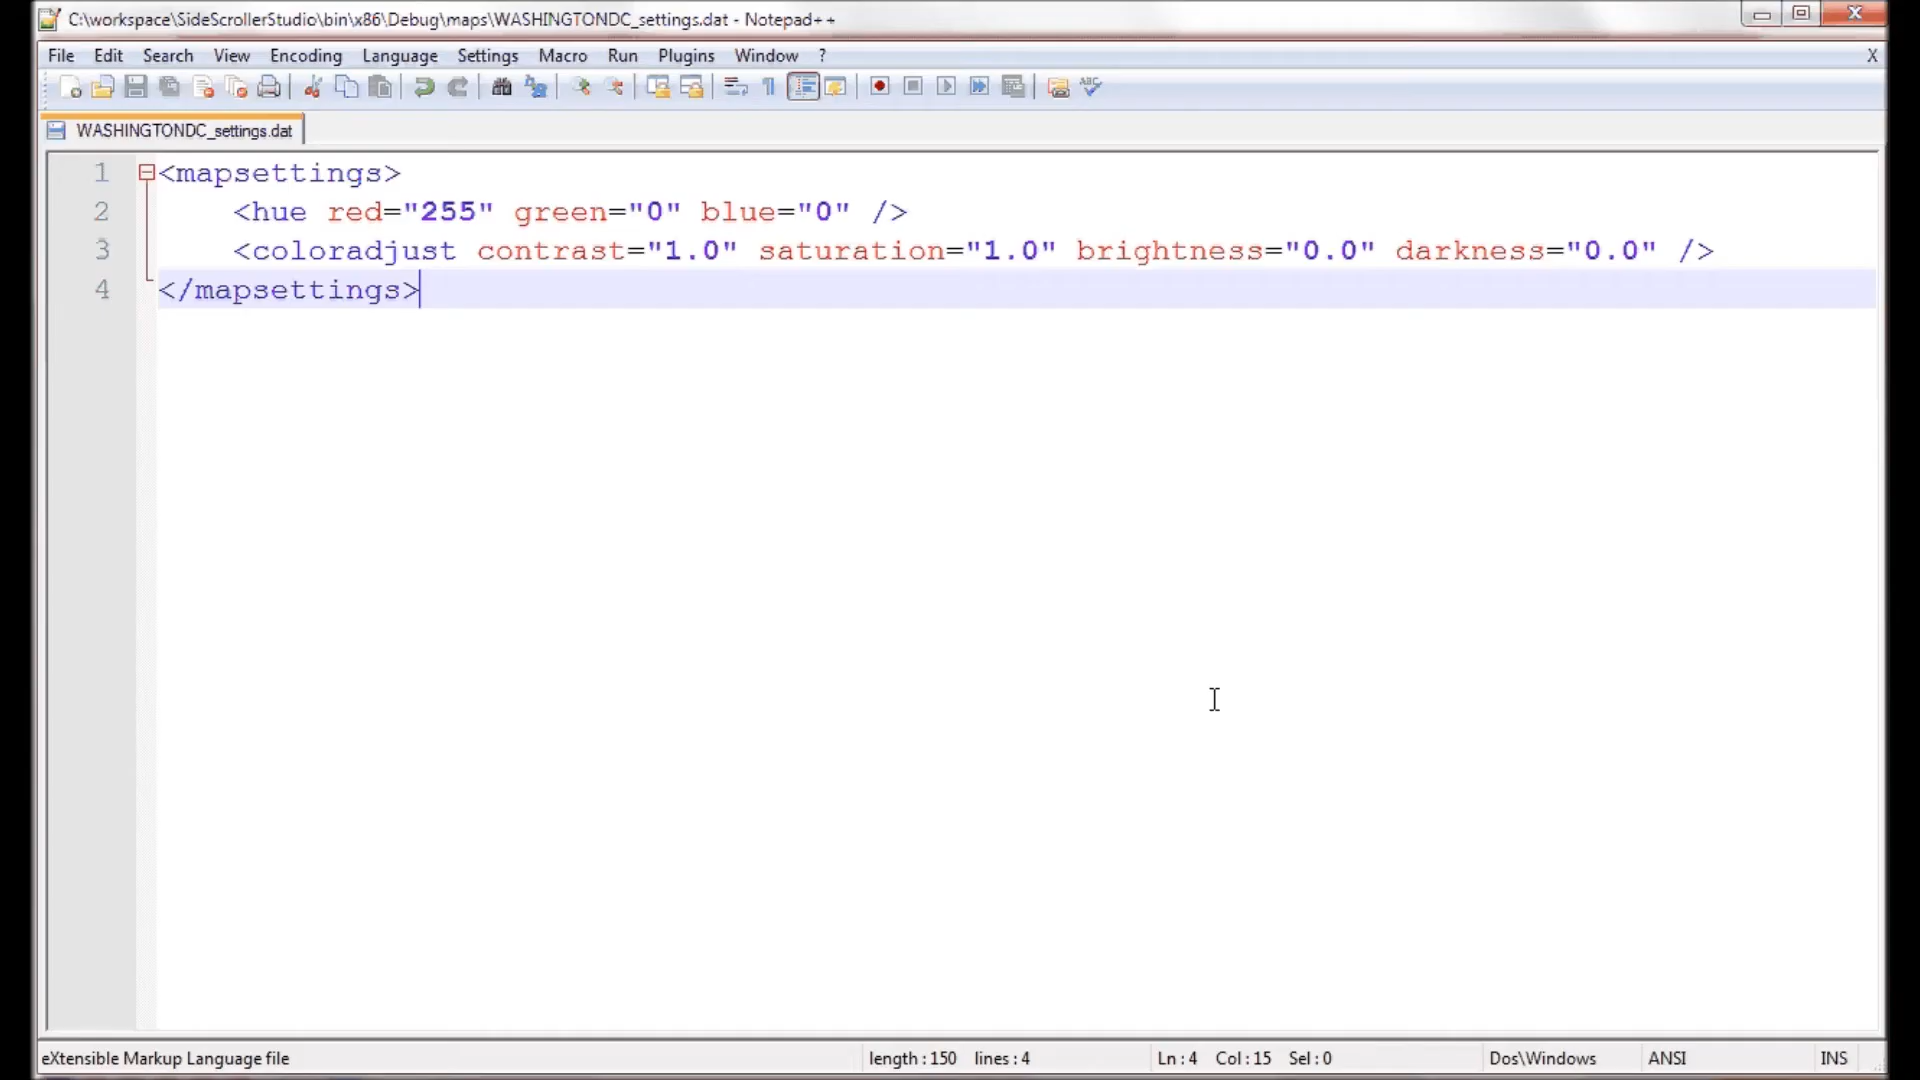 C:\workspace\SideScrollerStudio\bin\x86\Debug\maps\WASHINGTONDC_settings.dat - Notepad++
File Edit Search View Encoding Language Settings Macro Run Plugins Window ? X
WASHINGTONDC_settings.dat
1 <mapsettings>
2 <hue red="255" green="0" blue="0" />
3 <coloradjust contrast="1.0" saturation="1.0" brightness="0.0" darkness="0.0" />
4 </mapsettings>
eXtensible Markup Language file length : 150 lines : 4 Ln : 4 Col : 15 Sel : 0 Dos\Windows ANSI INS